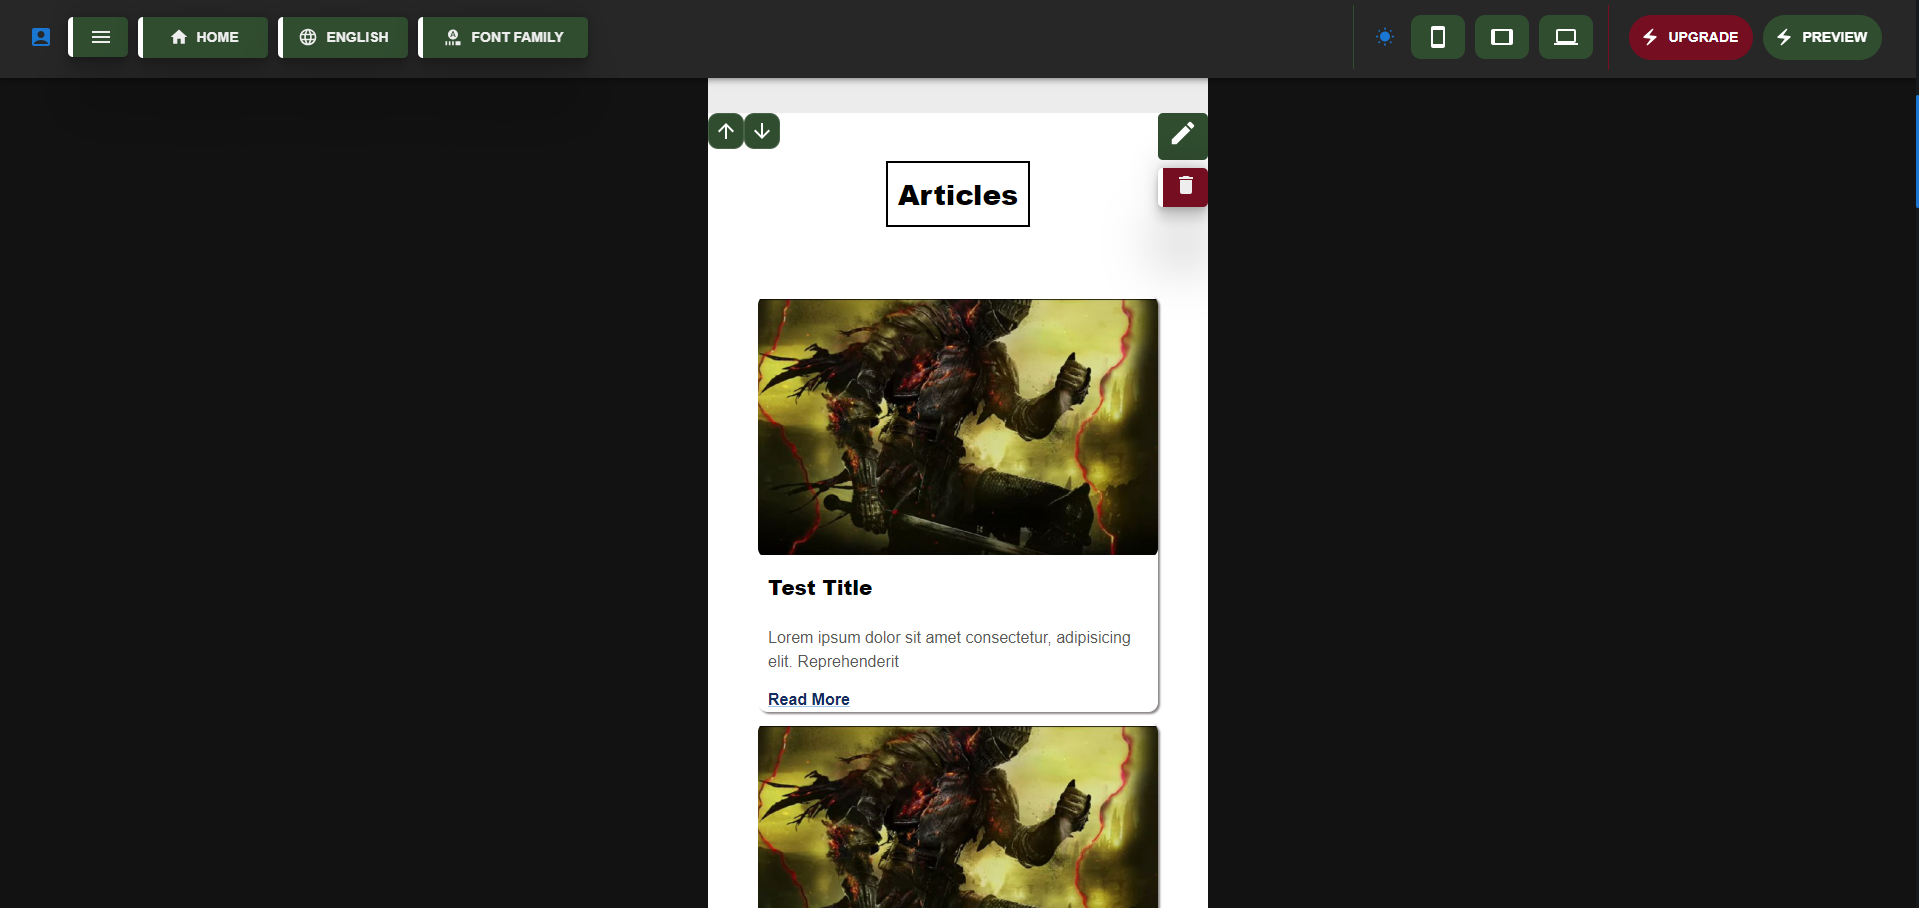 HOME
ENGLISH
FONT FAMILY
UPGRADE
PREVIEW
Articles
Test Title
Lorem ipsum dolor sit amet consectetur, adipisicing
elit. Reprehenderit
Read More